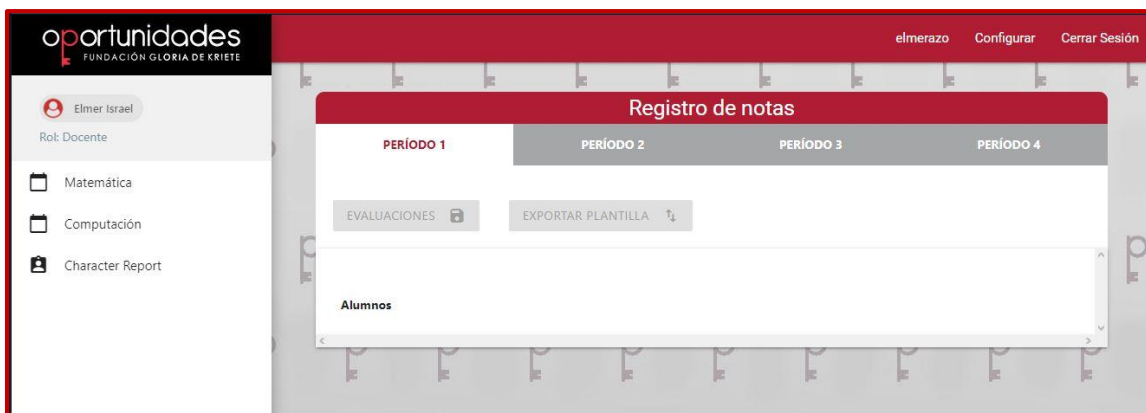 oportunidades
FUNDACIÓN GLORIA DE KRIETE
elmerazo Configurar Cerrar Sesión
Elmer Israel
Rol: Docente
Matemática
Computación
Character Report
Registro de notas
PERÍODO 1 PERÍODO 2 PERÍODO 3 PERÍODO 4
EVALUACIONES EXPORTAR PLANTILLA
Alumnos